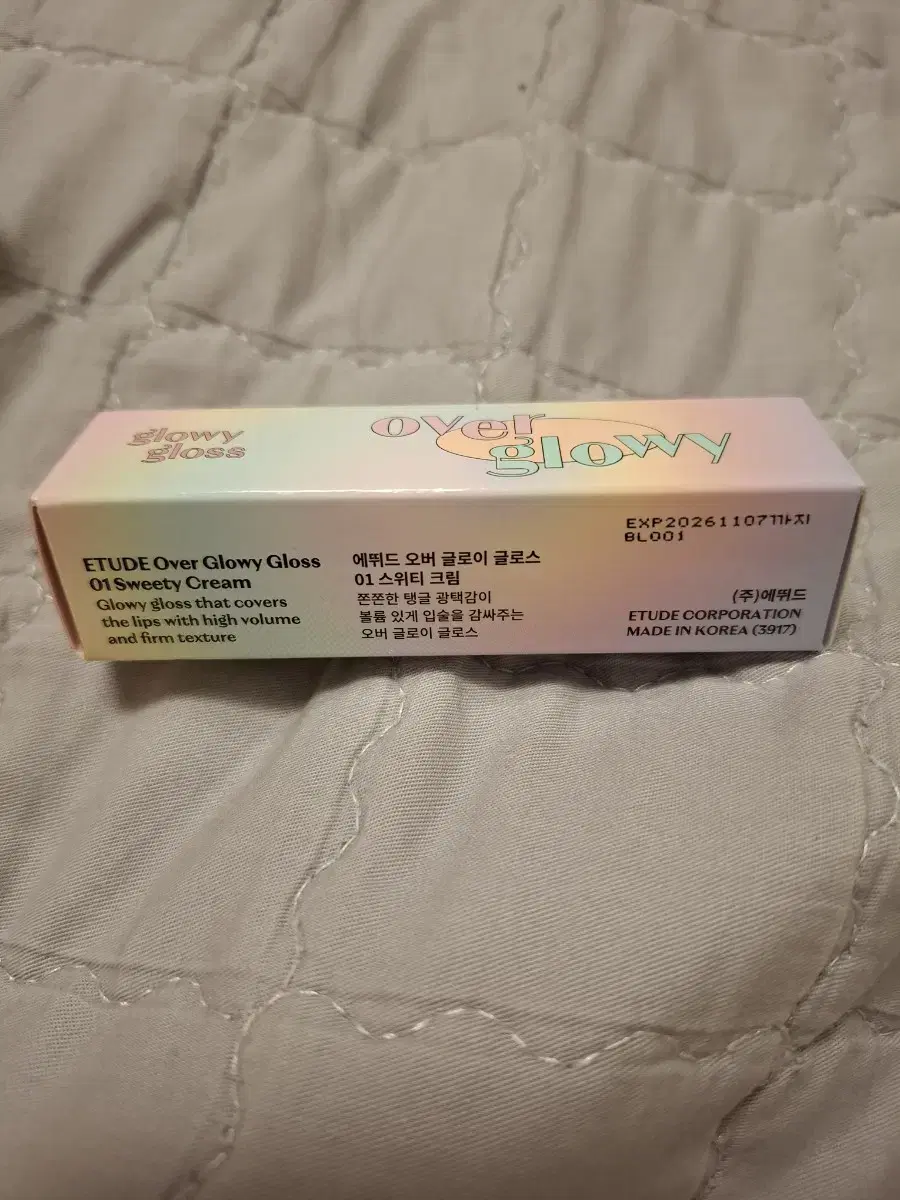 glowy
gloss
over
glowy
ETUDE Over Glowy Gloss
01 Sweety Cream
Glowy gloss that covers
the lips with high volume
and firm texture
에뛰드 오버 글로이 글로스
01 스위티 크림
쫀쫀한 탱글 광택감이
볼륨 있게 입술을 감싸주는
오버 글로이 글로스
EXP20261107까지
BL001
(주)에뛰드
ETUDE CORPORATION
MADE IN KOREA (3917)